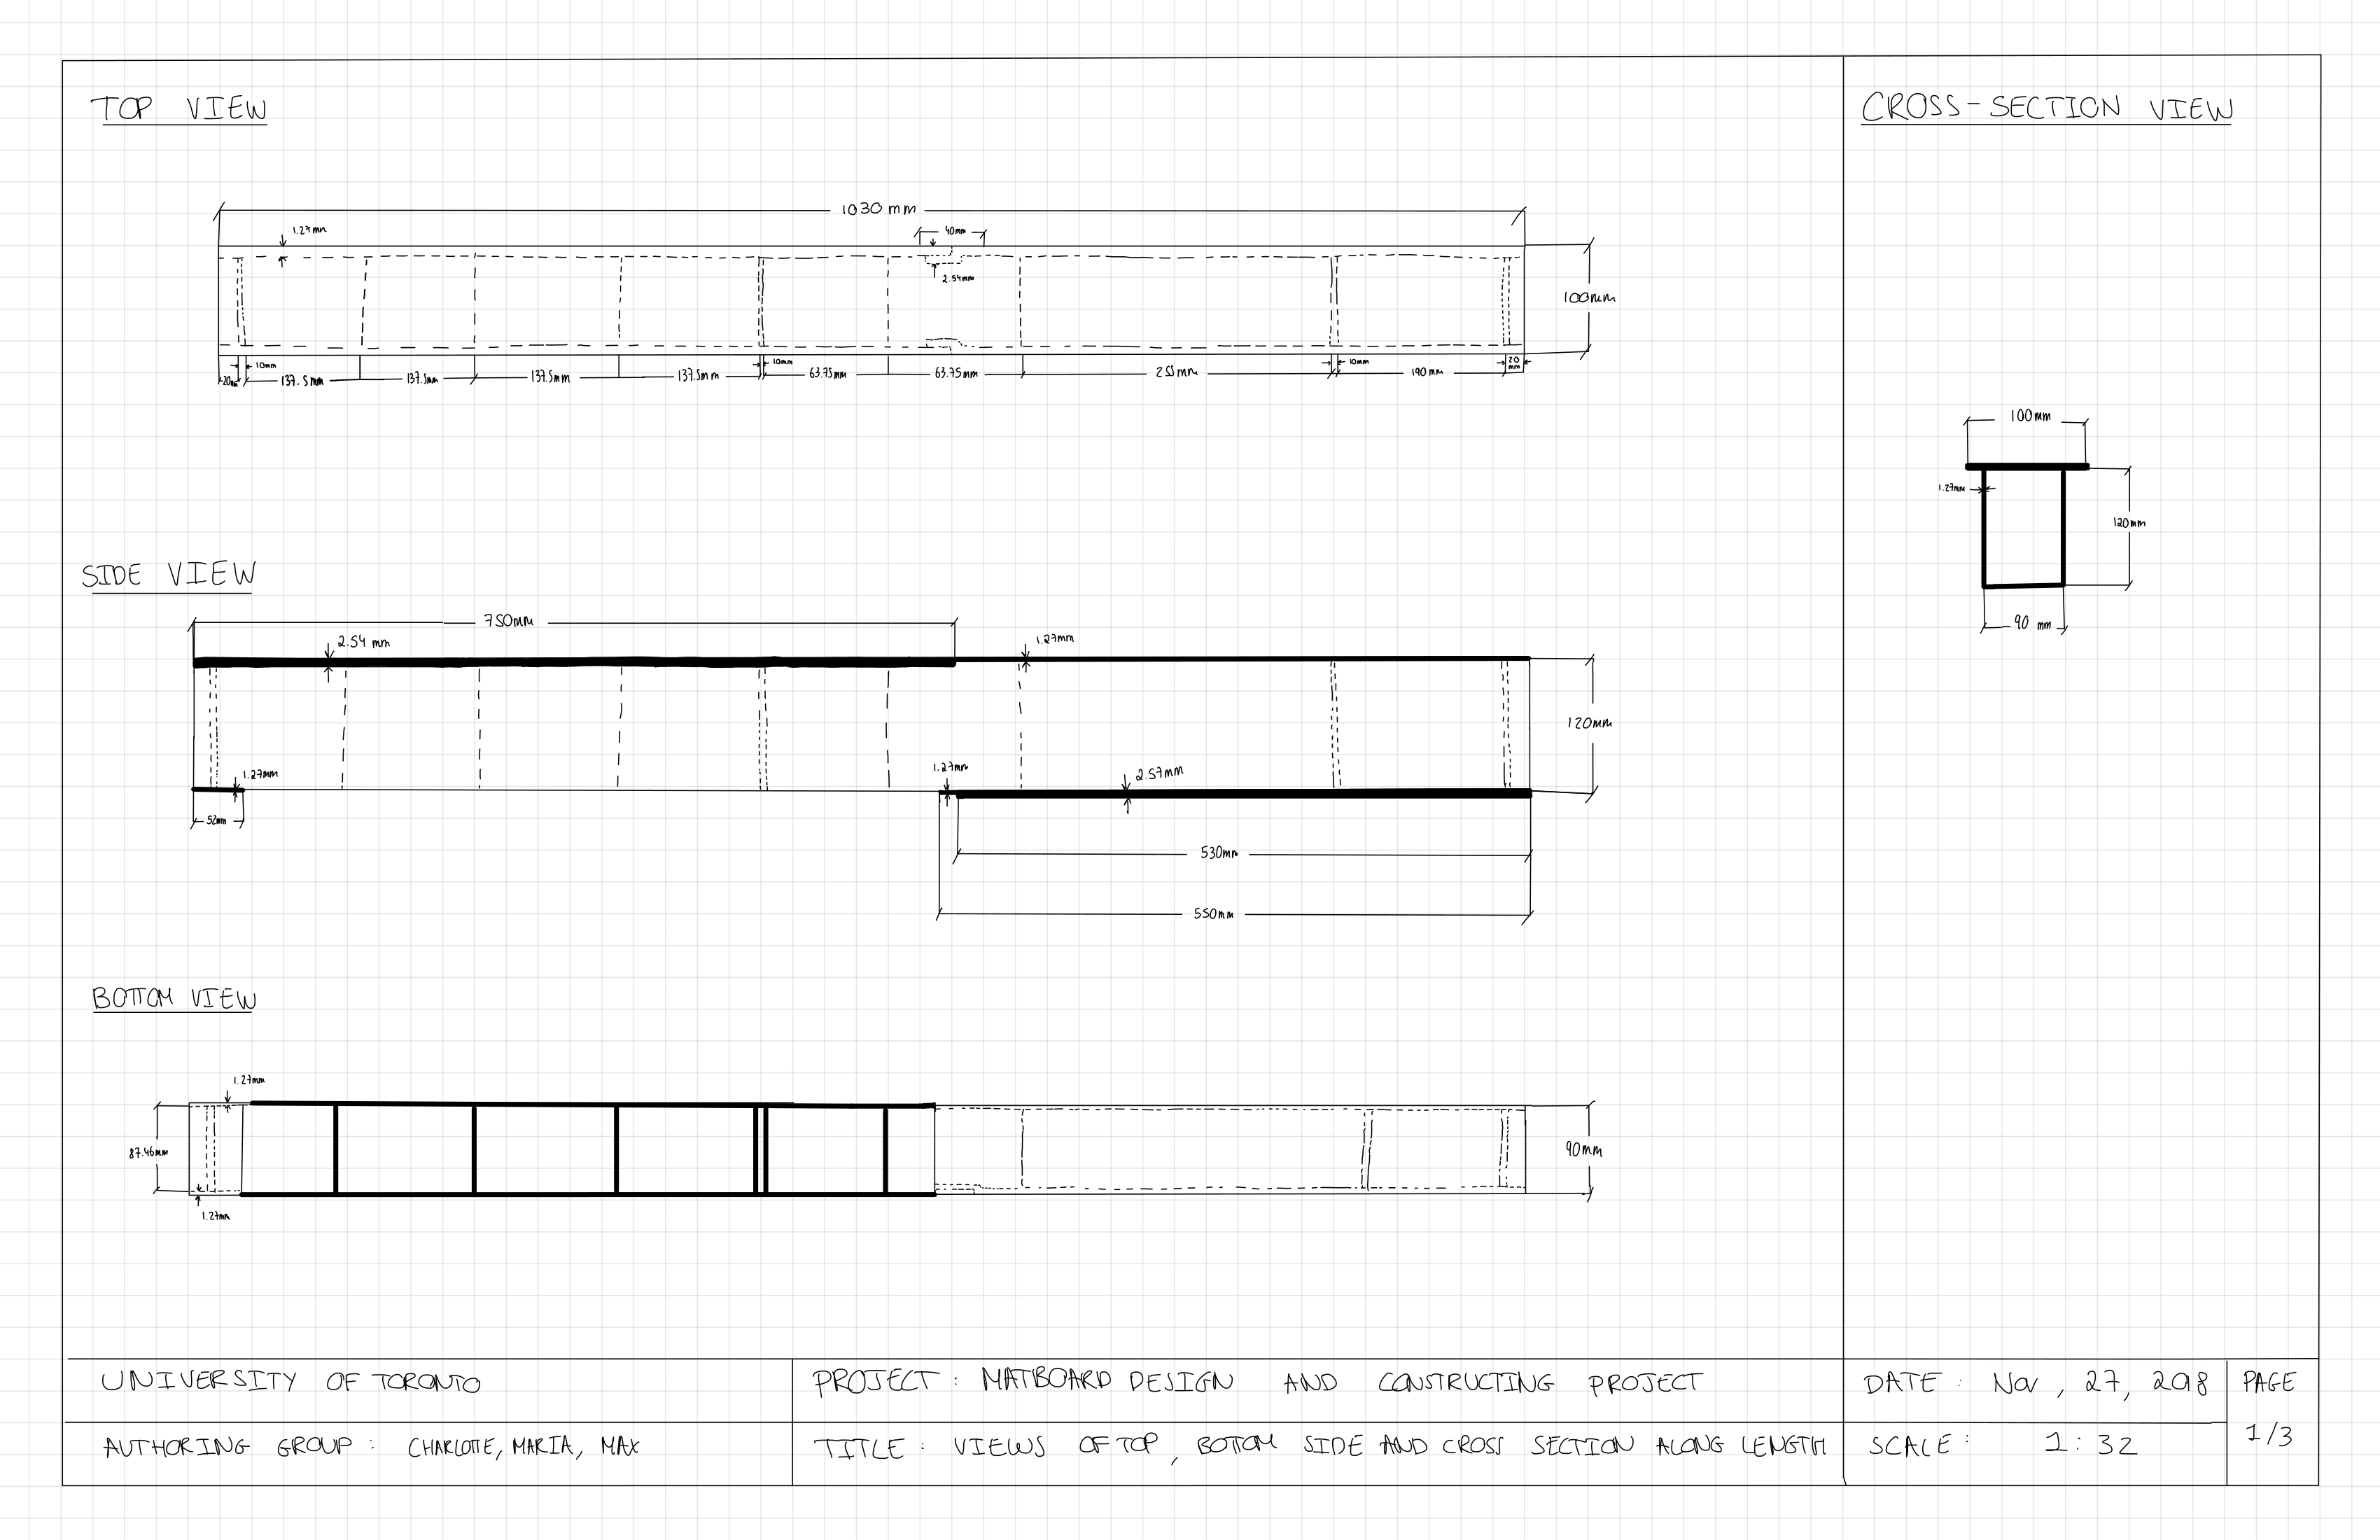 TOP VIEW
CROSS-SECTION VIEW
1030 mm
1.27mm
40mm
2.54mm
100mm
20mm
10mm
137.5mm
137.5mm
137.5mm
137.5mm
10mm
63.75mm
63.75mm
255mm
10mm
190mm
20 mm
100mm
1.27mm
120mm
90 mm
SIDE VIEW
750mm
2.54 mm
1.27mm
120mm
1.27mm
52mm
1.27mm
2.57mm
530mm
550mm
BOTTOM VIEW
1.27mm
87.46mm
1.27mm
90mm
UNIVERSITY OF TORONTO
PROJECT: MATBOARD DESIGN AND CONSTRUCTING PROJECT
DATE: Nov, 27, 2018
PAGE
1/3
AUTHORING GROUP: CHARLOTTE, MARIA, MAX
TITLE: VIEWS OF TOP, BOTTOM SIDE AND CROSS SECTION ALONG LENGTH
SCALE: 1:32